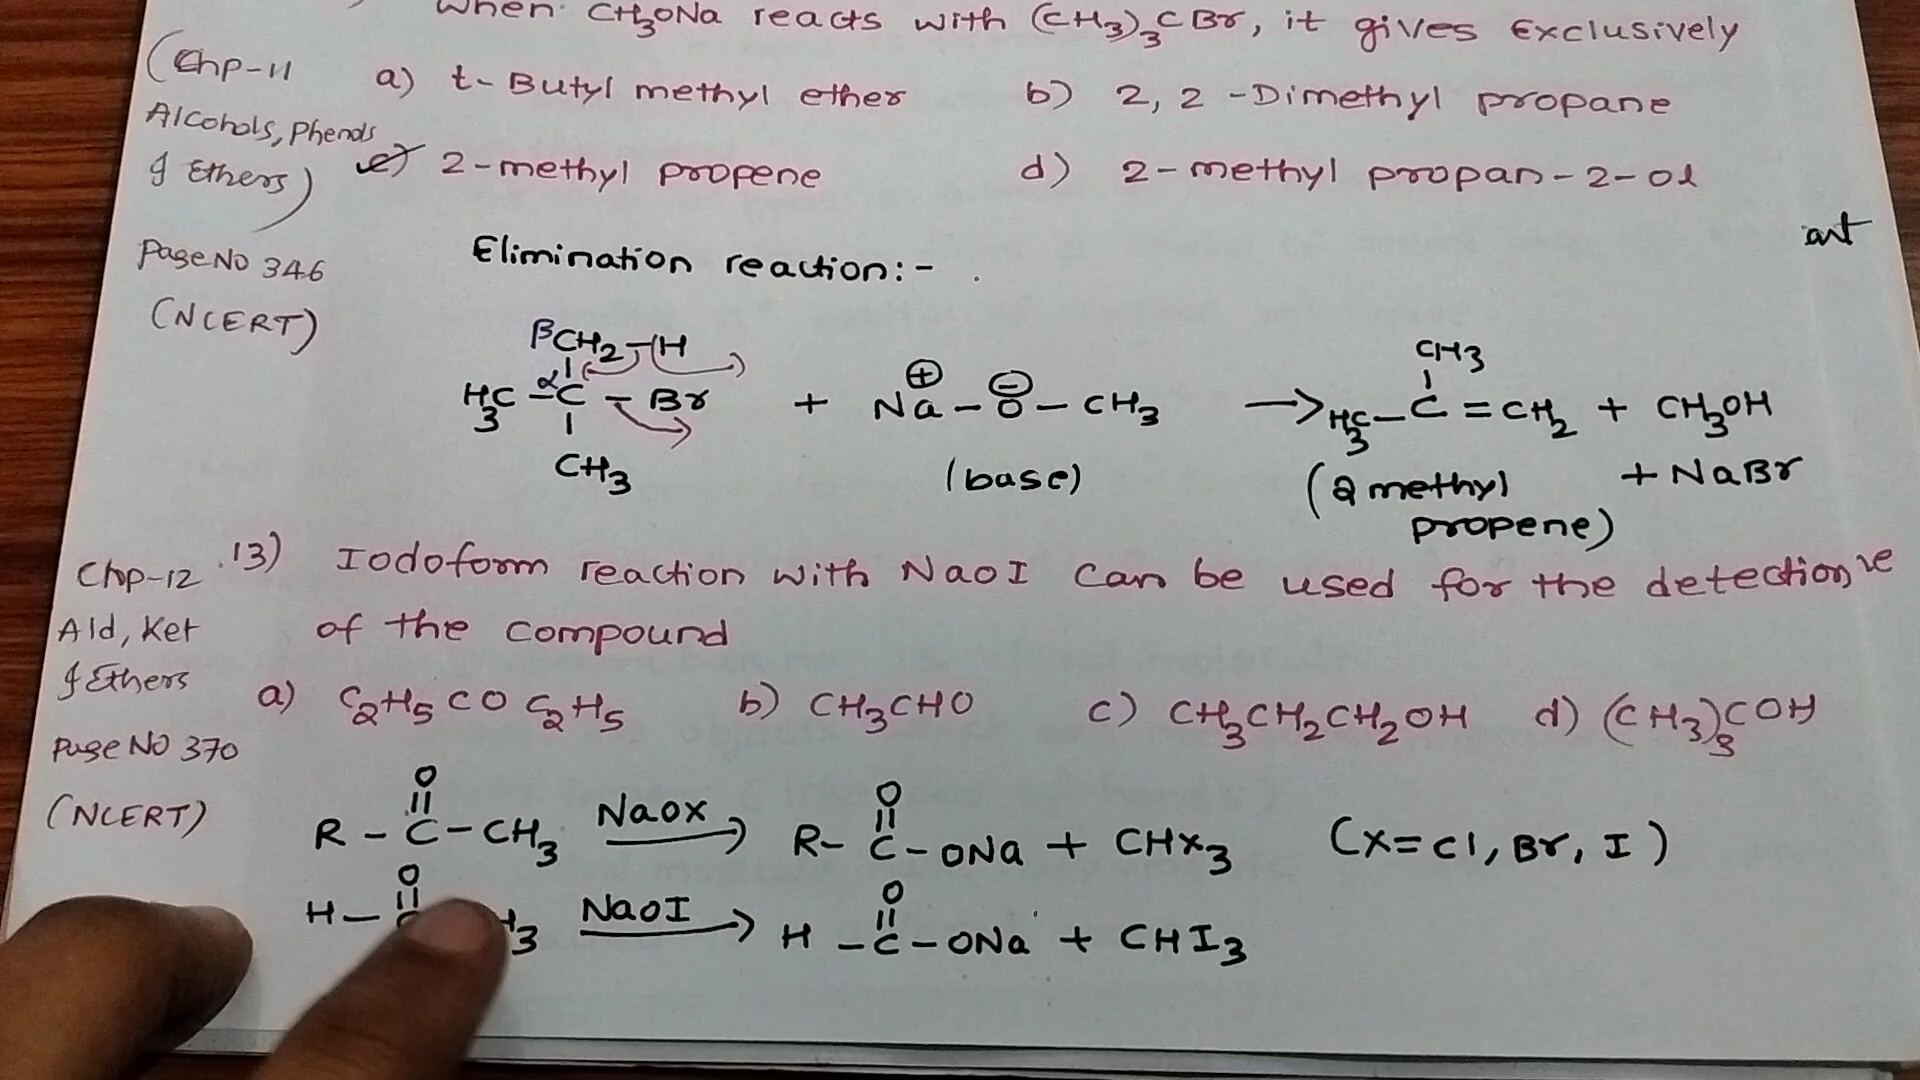 When CH3ONa reacts with (CH3)3CBr, it gives Exclusively
(Chp-11
Alcohols, Phenols
& Ethers)
a) t-Butyl methyl ether b) 2,2-Dimethyl propane
c) 2-methyl propene d) 2-methyl propan-2-ol
Page No 346
(NCERT)
Elimination reaction:-
ant
βCH2-H
H3C-αC-Br + Na⊕-O⊖-CH3 → H3C-C=CH2 + CH3OH
CH3
CH3
(base) (2 methyl propene) + NaBr
Chp-12
Ald, Ket
& Ethers
Page No 370
(NCERT)
13) Iodoform reaction with NaOI can be used for the detection
of the compound
a) C2H5COC2H5 b) CH3CHO c) CH3CH2CH2OH d) (CH3)3COH
O O
R-C-CH3 NaOX → R-C-ONa + CHX3 (X=Cl, Br, I)
O O
H- 3 NaOI → H-C-ONa + CHI3